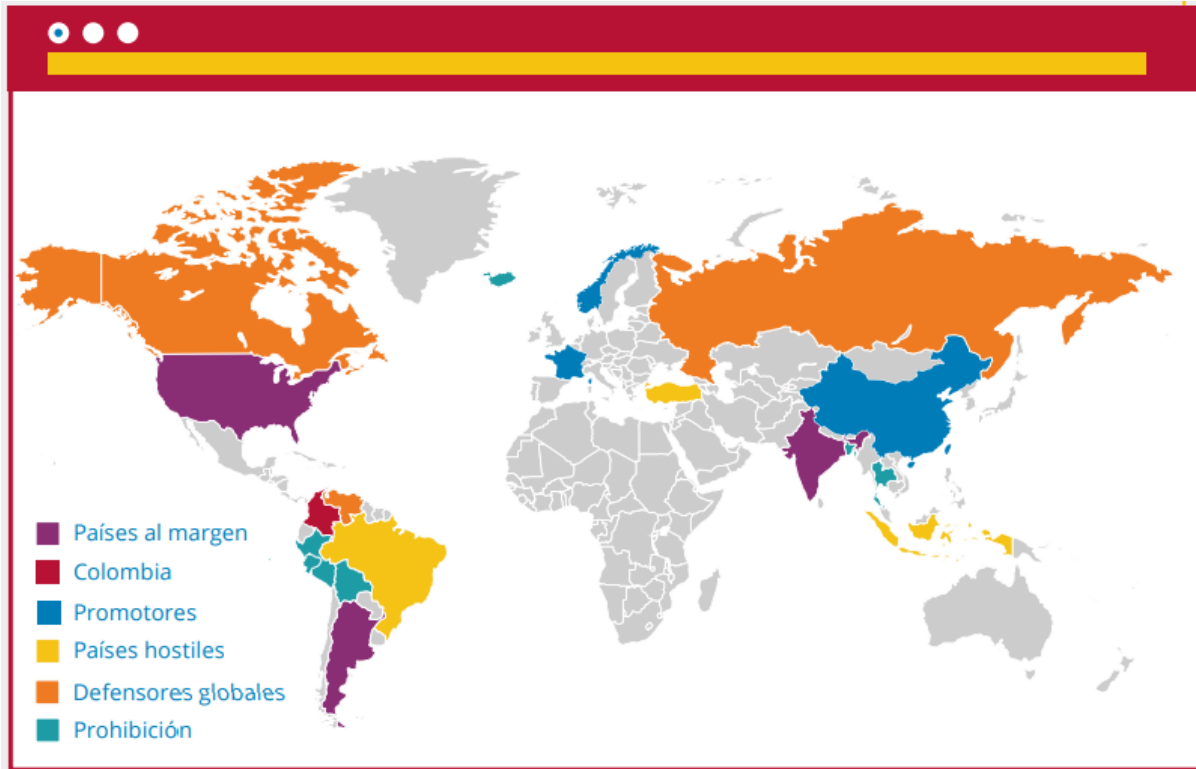 Países al margen
Colombia
Promotores
Países hostiles
Defensores globales
Prohibición